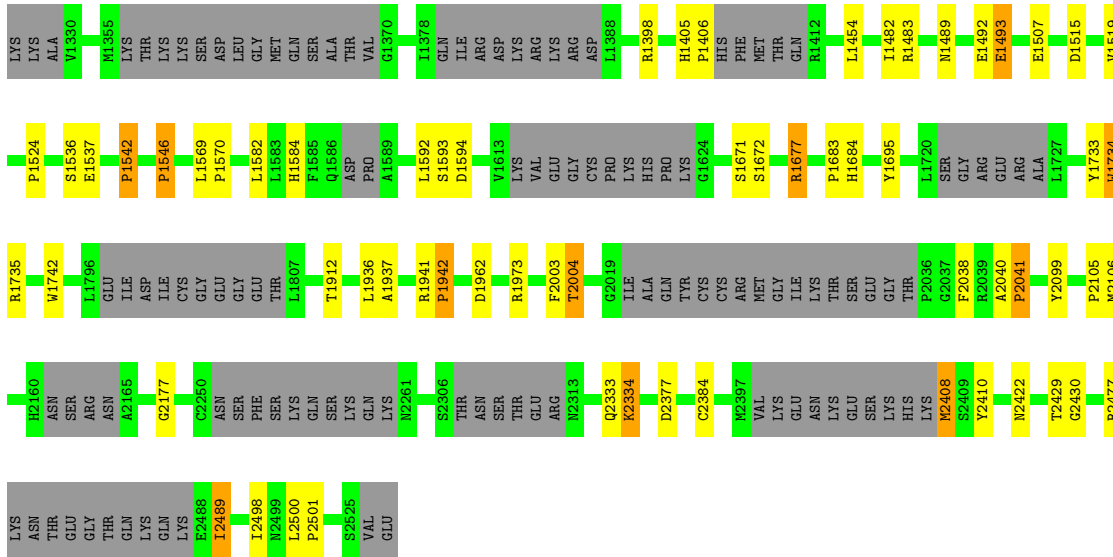 LYS LYS ALA V1330 M1355 LYS THR LYS LYS SER ASP LEU GLY MET GLN SER ALA THR VAL G1370 I1378 GLN ILE ARG ASP LYS ARG LYS ARG ASP L1388 R1398 H1405 P1406 HIS PHE MET THR GLN R1412 L1454 I1482 R1483 N1489 E1492 E1493 E1507 D1515
P1524 S1536 E1537 P1542 P1546 L1569 P1570 L1582 L1583 H1584 F1585 Q1586 ASP PRO A1589 L1592 S1593 D1594 V1613 LYS VAL GLU GLY CYS PRO LYS HIS PRO LYS G1624 S1671 S1672 R1677 P1683 H1684 Y1695 L1720 SER GLY ARG GLU ARG ALA L1727 Y1733 W1734
R1735 W1742 L1796 GLU ILE ASP ILE CYS GLY GLU GLU THR L1807 T1912 L1936 A1937 R1941 P1942 D1962 R1973 F2003 T2004 G2019 ILE ALA GLN TYR CYS CYS ARG MET GLY ILE LYS THR SER GLU GLY THR P2036 G2037 F2038 R2039 A2040 P2041 Y2099 P2105 M2106
H2160 ASN SER ARG ASN A2165 G2177 C2250 ASN SER PHE SER LYS GLN SER LYS GLN LYS N2261 S2306 THR ASN SER THR GLU ARG N2313 Q2333 K2334 D2377 C2384 M2397 VAL LYS GLU ASN LYS GLU SER LYS HIS LYS M2408 S2409 Y2410 N2422 T2429 G2430
LYS ASN THR GLU GLY THR GLN LYS GLN LYS E2488 I2489 I2498 N2499 L2500 P2501 S2525 VAL GLU